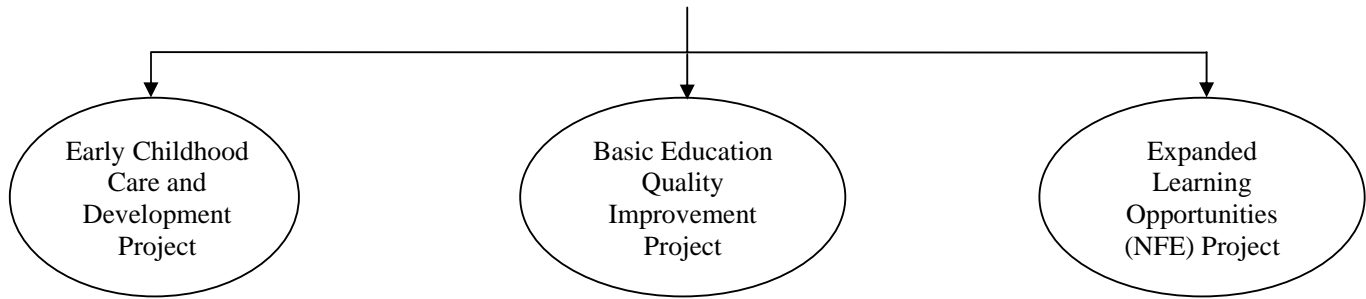 Early Childhood
Care and
Development
Project
Basic Education
Quality
Improvement
Project
Expanded
Learning
Opportunities
(NFE) Project